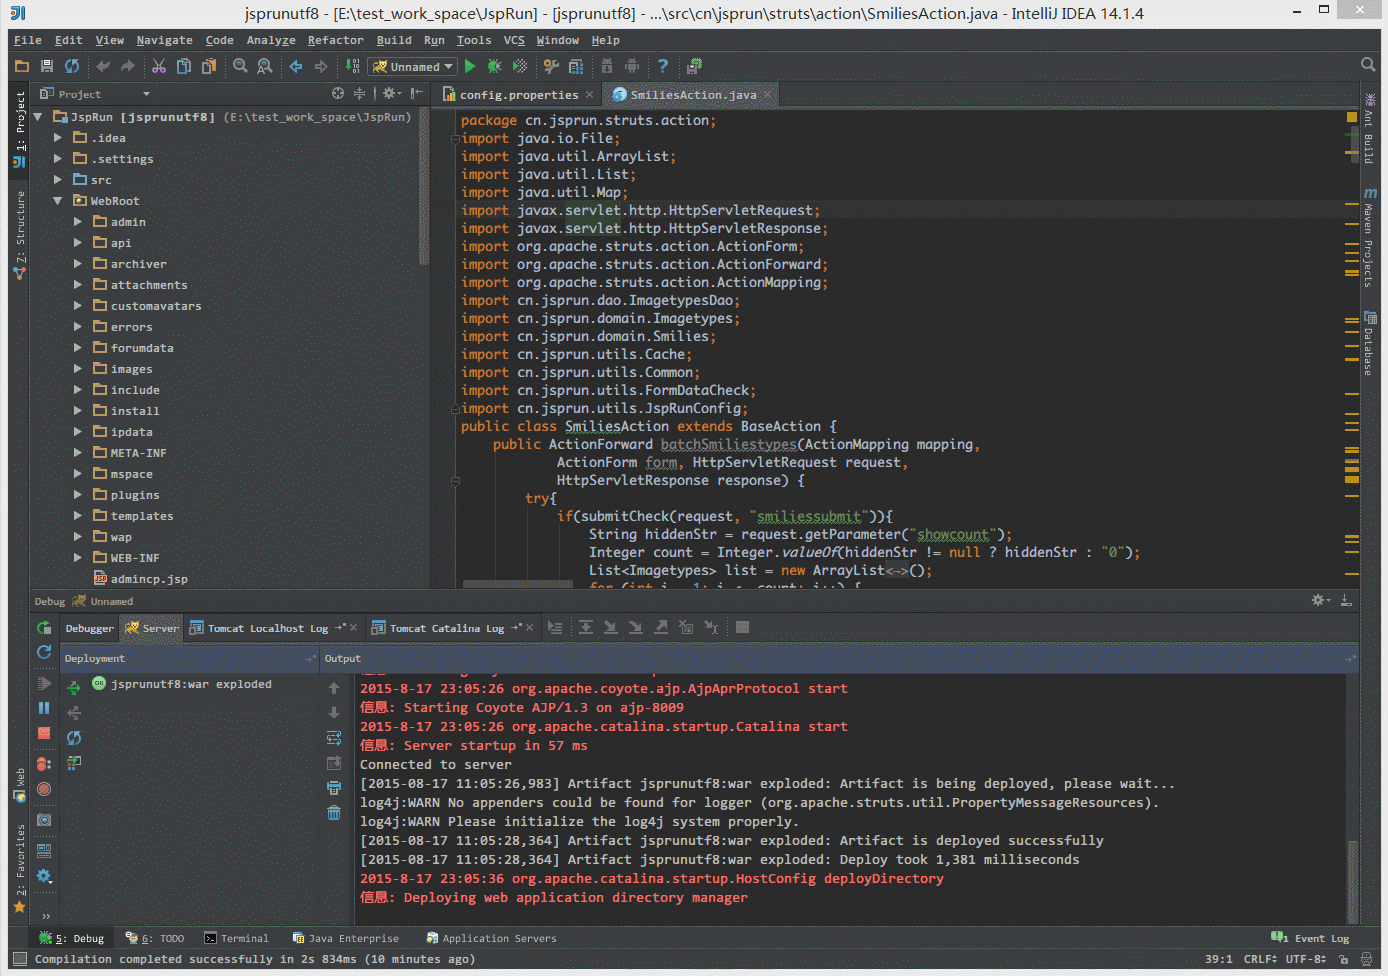 jsprunutf8 - [E:\test_work_space\JspRun] - [jsprunutf8] - ...\src\cn\jsprun\struts\action\SmiliesAction.java - IntelliJ IDEA 14.1.4
File Edit View Navigate Code Analyze Refactor Build Run Tools VCS Window Help
Unnamed
Project
config.properties
SmiliesAction.java
1: Project
7: Structure
Web
2: Favorites
JspRun [jsprunutf8] (E:\test_work_space\JspRun)
.idea
.settings
src
WebRoot
admin
api
archiver
attachments
customavatars
errors
forumdata
images
include
install
ipdata
META-INF
mspace
plugins
templates
wap
WEB-INF
admincp.jsp
package cn.jsprun.struts.action;
import java.io.File;
import java.util.ArrayList;
import java.util.List;
import java.util.Map;
import javax.servlet.http.HttpServletRequest;
import javax.servlet.http.HttpServletResponse;
import org.apache.struts.action.ActionForm;
import org.apache.struts.action.ActionForward;
import org.apache.struts.action.ActionMapping;
import cn.jsprun.dao.ImagetypesDao;
import cn.jsprun.domain.Imagetypes;
import cn.jsprun.domain.Smilies;
import cn.jsprun.utils.Cache;
import cn.jsprun.utils.Common;
import cn.jsprun.utils.FormDataCheck;
import cn.jsprun.utils.JspRunConfig;
public class SmiliesAction extends BaseAction {
public ActionForward batchSmiliestypes(ActionMapping mapping,
ActionForm form, HttpServletRequest request,
HttpServletResponse response) {
try{
if(submitCheck(request, "smiliessubmit")){
String hiddenStr = request.getParameter("showcount");
Integer count = Integer.valueOf(hiddenStr != null ? hiddenStr : "0");
List<Imagetypes> list = new ArrayList<~>();
Ant Build
Maven Projects
Database
Debug Unnamed
Debugger Server Tomcat Localhost Log Tomcat Catalina Log
Deployment
Output
jsprunutf8:war exploded
2015-8-17 23:05:26 org.apache.coyote.ajp.AjpAprProtocol start
信息: Starting Coyote AJP/1.3 on ajp-8009
2015-8-17 23:05:26 org.apache.catalina.startup.Catalina start
信息: Server startup in 57 ms
Connected to server
[2015-08-17 11:05:26,983] Artifact jsprunutf8:war exploded: Artifact is being deployed, please wait...
log4j:WARN No appenders could be found for logger (org.apache.struts.util.PropertyMessageResources).
log4j:WARN Please initialize the log4j system properly.
[2015-08-17 11:05:28,364] Artifact jsprunutf8:war exploded: Artifact is deployed successfully
[2015-08-17 11:05:28,364] Artifact jsprunutf8:war exploded: Deploy took 1,381 milliseconds
2015-8-17 23:05:36 org.apache.catalina.startup.HostConfig deployDirectory
信息: Deploying web application directory manager
5: Debug 6: TODO Terminal Java Enterprise Application Servers
1 Event Log
Compilation completed successfully in 2s 834ms (10 minutes ago)
39:1 CRLF UTF-8